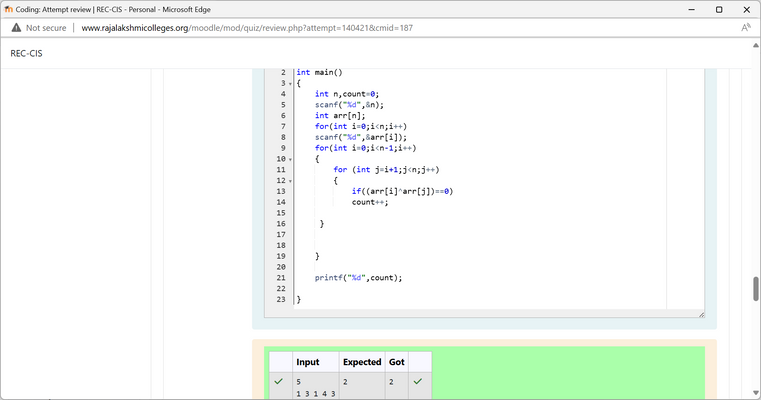 Coding: Attempt review | REC-CIS - Personal - Microsoft Edge
Not secure | www.rajalakshmicolleges.org/moodle/mod/quiz/review.php?attempt=140421&cmid=187
REC-CIS
2 int main()
3 {
4 int n,count=0;
5 scanf("%d",&n);
6 int arr[n];
7 for(int i=0;i<n;i++)
8 scanf("%d",&arr[i]);
9 for(int i=0;i<n-1;i++)
10 {
11 for (int j=i+1;j<n;j++)
12 {
13 if((arr[i]^arr[j])==0)
14 count++;
15
16 }
17
18
19 }
20
21 printf("%d",count);
22
23 }
Input Expected Got
5 2 2
1 3 1 4 3